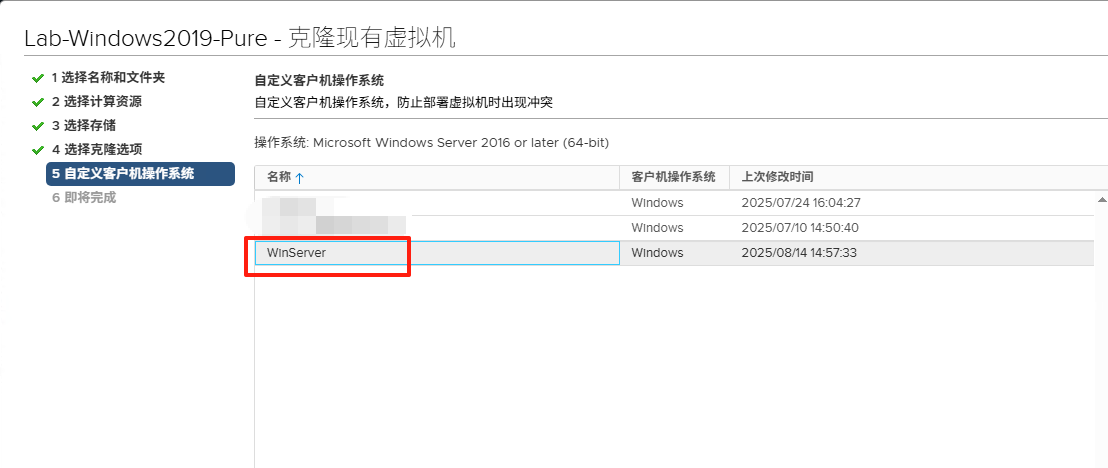 Lab-Windows2019-Pure - 克隆现有虚拟机
1 选择名称和文件夹
2 选择计算资源
3 选择存储
4 选择克隆选项
5 自定义客户机操作系统
6 即将完成
自定义客户机操作系统
自定义客户机操作系统，防止部署虚拟机时出现冲突
操作系统: Microsoft Windows Server 2016 or later (64-bit)
名称 ↑ 客户机操作系统 上次修改时间
Windows 2025/07/24 16:04:27
Windows 2025/07/10 14:50:40
WinServer Windows 2025/08/14 14:57:33